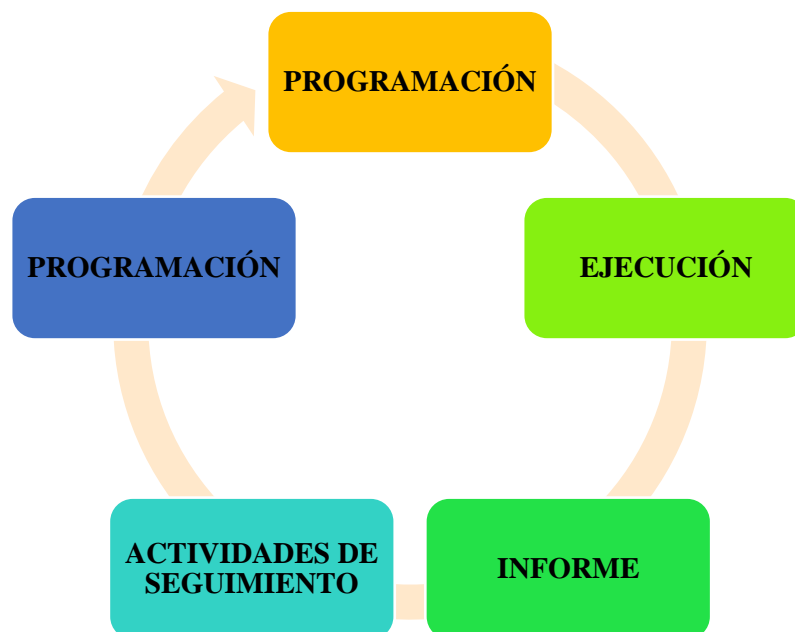 PROGRAMACIÓN
EJECUCIÓN
INFORME
ACTIVIDADES DE
SEGUIMIENTO
PROGRAMACIÓN